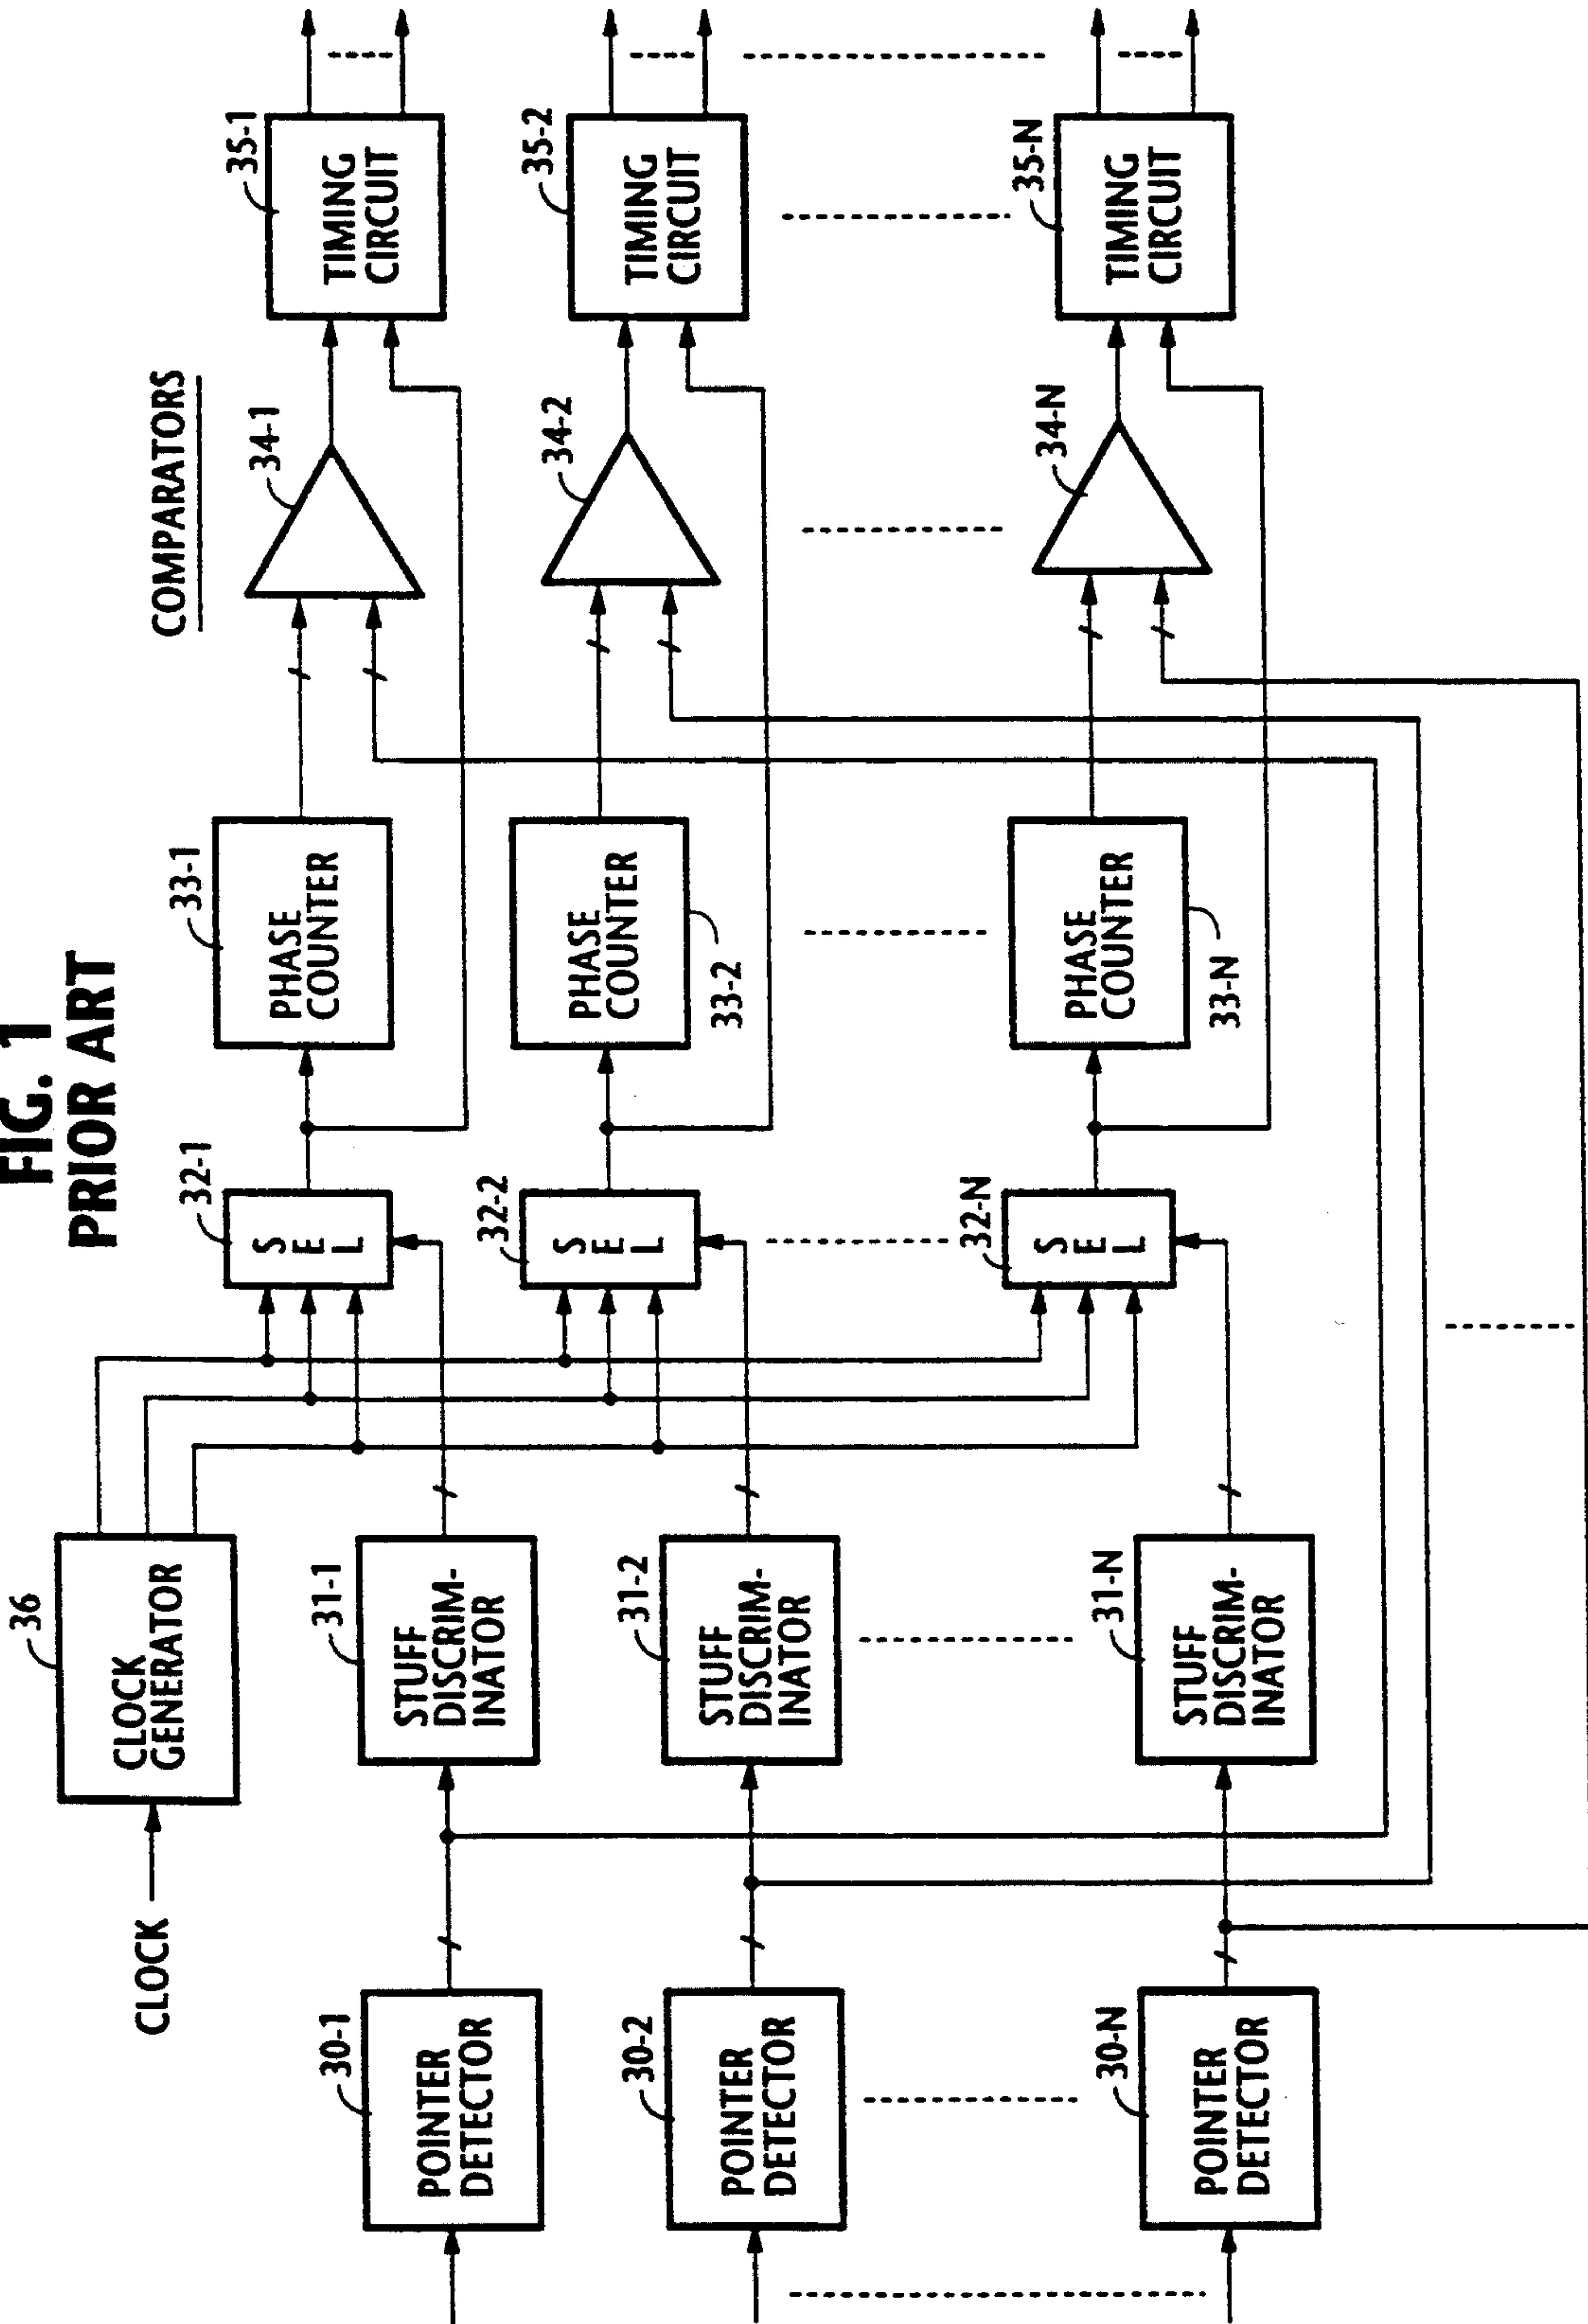 FIG. 1
PRIOR ART
CLOCK
36
CLOCK
GENERATOR
COMPARATORS
30-1
POINTER
DETECTOR
31-1
STUFF
DISCRIM-
INATOR
32-1
SEL
33-1
PHASE
COUNTER
34-1
35-1
TIMING
CIRCUIT
30-2
POINTER
DETECTOR
31-2
STUFF
DISCRIM-
INATOR
32-2
SEL
PHASE
COUNTER
33-2
34-2
35-2
TIMING
CIRCUIT
30-N
POINTER
DETECTOR
31-N
STUFF
DISCRIM-
INATOR
32-N
SEL
PHASE
COUNTER
33-N
34-N
35-N
TIMING
CIRCUIT